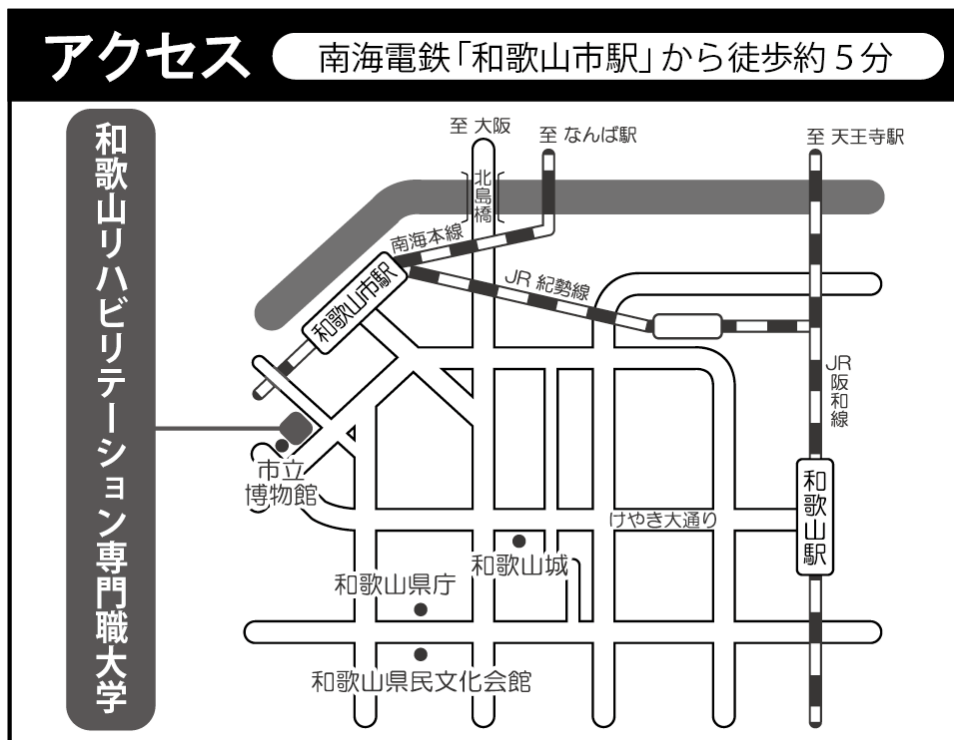 アクセス
南海電鉄「和歌山市駅」から徒歩約5分
和歌山リハビリテーション専門職大学
至 大阪
至 なんば駅
至 天王寺駅
北島橋
南海本線
和歌山市駅
JR 紀勢線
JR阪和線
市立
博物館
けやき大通り
和歌山駅
和歌山城
和歌山県庁
和歌山県民文化会館